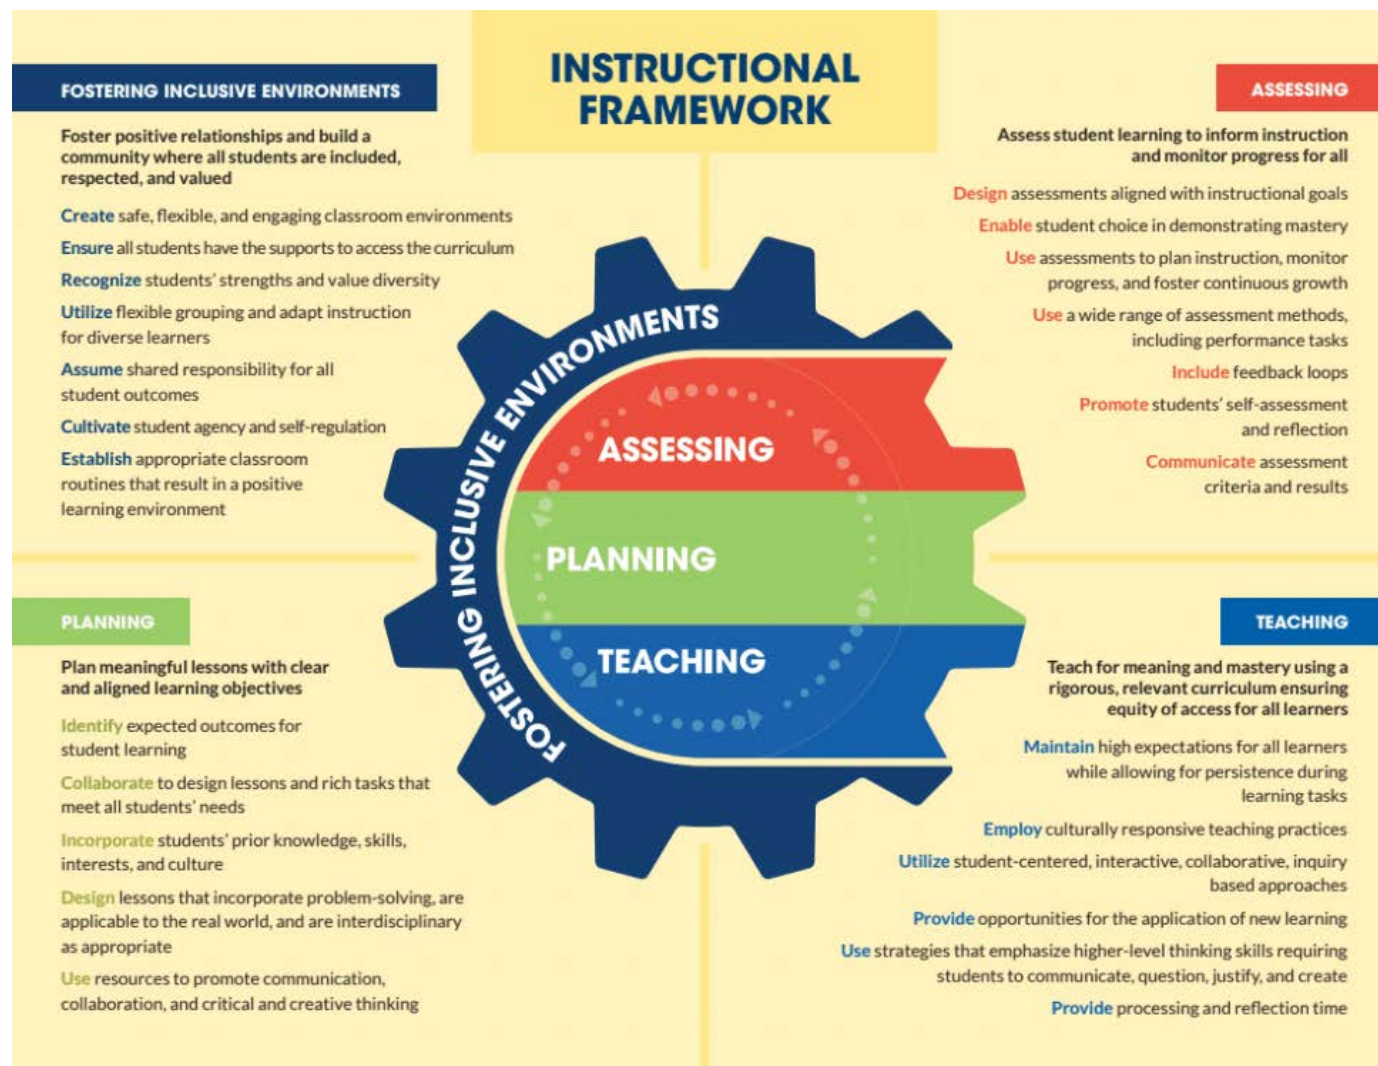 INSTRUCTIONAL
FRAMEWORK
FOSTERING INCLUSIVE ENVIRONMENTS
Foster positive relationships and build a
community where all students are included,
respected, and valued
Create safe, flexible, and engaging classroom environments
Ensure all students have the supports to access the curriculum
Recognize students' strengths and value diversity
Utilize flexible grouping and adapt instruction
for diverse learners
Assume shared responsibility for all
student outcomes
Cultivate student agency and self-regulation
Establish appropriate classroom
routines that result in a positive
learning environment
ASSESSING
Assess student learning to inform instruction
and monitor progress for all
Design assessments aligned with instructional goals
Enable student choice in demonstrating mastery
Use assessments to plan instruction, monitor
progress, and foster continuous growth
Use a wide range of assessment methods,
including performance tasks
Include feedback loops
Promote students' self-assessment
and reflection
Communicate assessment
criteria and results
FOSTERING INCLUSIVE ENVIRONMENTS
ASSESSING
PLANNING
TEACHING
PLANNING
Plan meaningful lessons with clear
and aligned learning objectives
Identify expected outcomes for
student learning
Collaborate to design lessons and rich tasks that
meet all students' needs
Incorporate students' prior knowledge, skills,
interests, and culture
Design lessons that incorporate problem-solving, are
applicable to the real world, and are interdisciplinary
as appropriate
Use resources to promote communication,
collaboration, and critical and creative thinking
TEACHING
Teach for meaning and mastery using a
rigorous, relevant curriculum ensuring
equity of access for all learners
Maintain high expectations for all learners
while allowing for persistence during
learning tasks
Employ culturally responsive teaching practices
Utilize student-centered, interactive, collaborative, inquiry
based approaches
Provide opportunities for the application of new learning
Use strategies that emphasize higher-level thinking skills requiring
students to communicate, question, justify, and create
Provide processing and reflection time